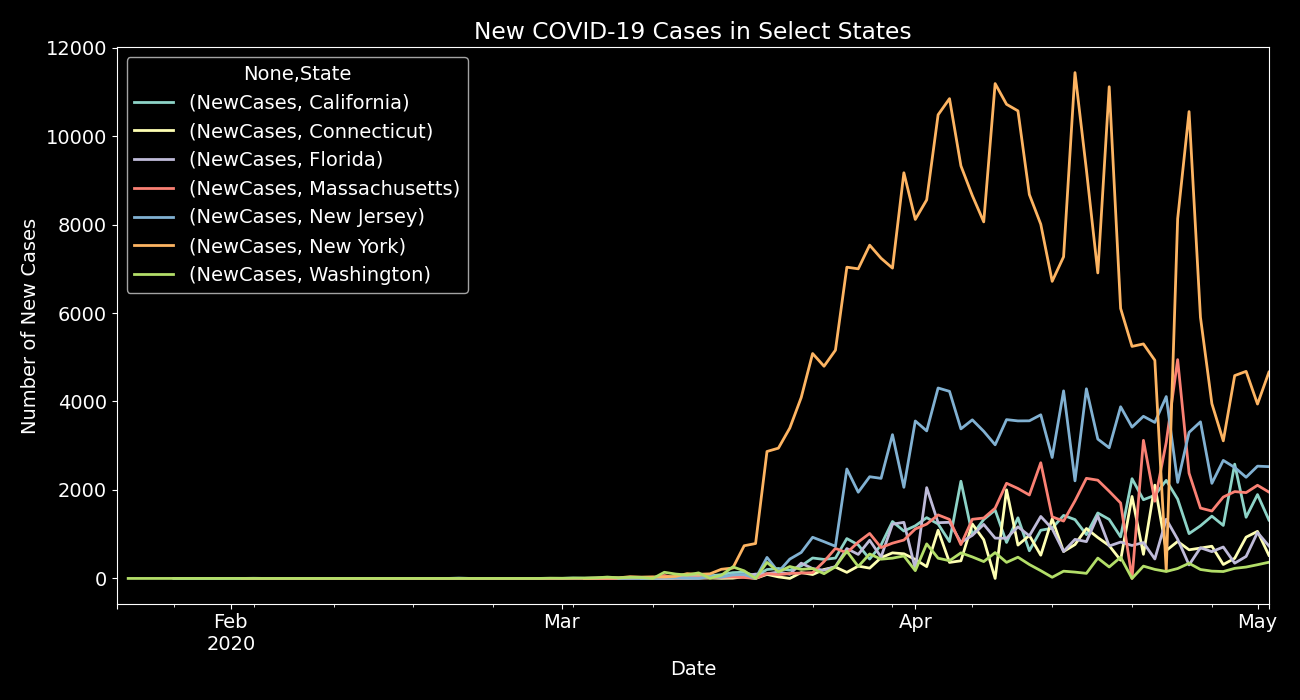 New COVID-19 Cases in Select States
12000
10000
8000
6000
4000
2000
0
Number of New Cases
None,State
(NewCases, California)
(NewCases, Connecticut)
(NewCases, Florida)
(NewCases, Massachusetts)
(NewCases, New Jersey)
(NewCases, New York)
(NewCases, Washington)
Feb Mar Apr May
2020
Date